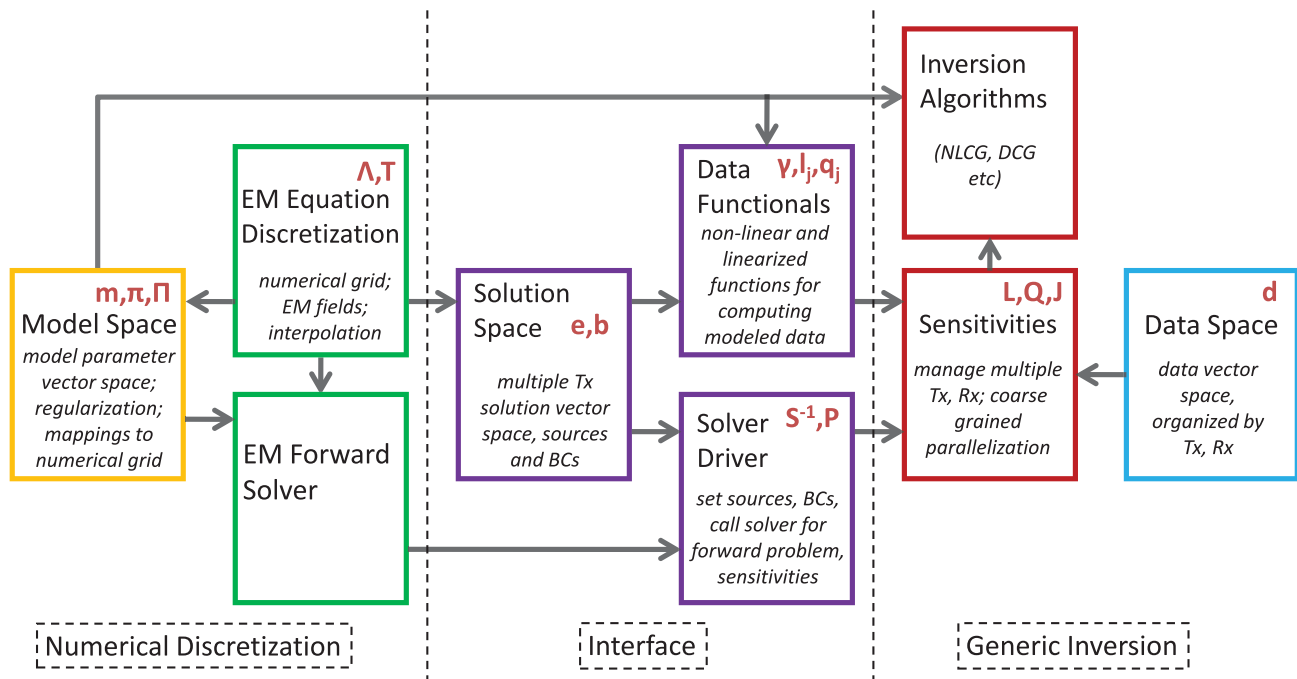 Λ,T
EM Equation
Discretization
numerical grid;
EM fields;
interpolation
m,π,Π
Model Space
model parameter
vector space;
regularization;
mappings to
numerical grid
EM Forward
Solver
Numerical Discretization
Solution
Space e,b
multiple Tx
solution vector
space, sources
and BCs
Data γ,lj,qj
Functionals
non-linear and
linearized
functions for
computing
modeled data
Solver S-1,P
Driver
set sources, BCs,
call solver for
forward problem,
sensitivities
Interface
Inversion
Algorithms
(NLCG, DCG
etc)
L,Q,J
Sensitivities
manage multiple
Tx, Rx; coarse
grained
parallelization
d
Data Space
data vector
space,
organized by
Tx, Rx
Generic Inversion